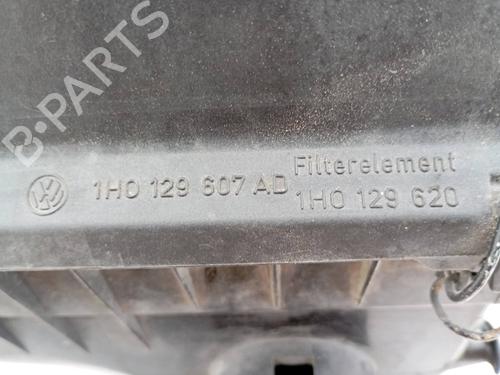 B-PARTS
1H0 129 607 AD
Filterelement
1H0 129 620